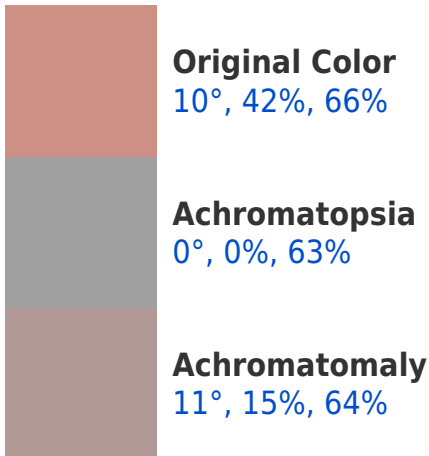 Original Color
10°, 42%, 66%
Achromatopsia
0°, 0%, 63%
Achromatomaly
11°, 15%, 64%